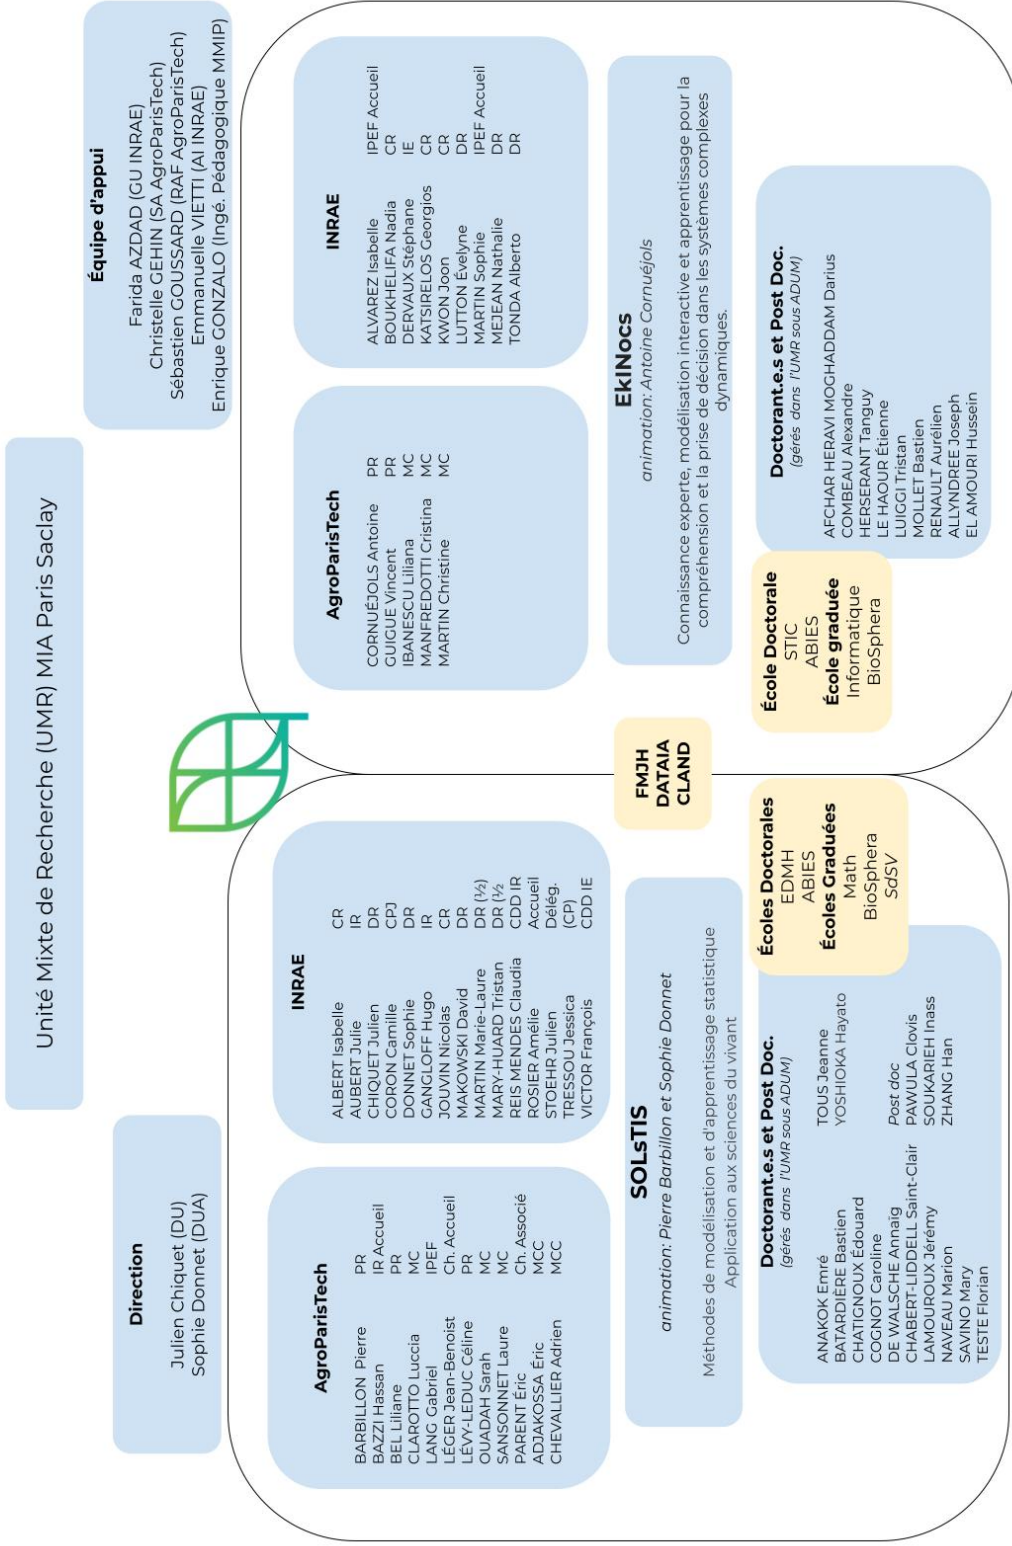 Unité Mixte de Recherche (UMR) MIA Paris Saclay
Direction
Julien Chiquet (DU)
Sophie Donnet (DUA)
Équipe d'appui
Farida AZDAD (GU INRAE)
Christelle GEHIN (SA AgroParisTech)
Sébastien GOUSSARD (RAF AgroParisTech)
Emmanuelle VIETTI (AI INRAE)
Enrique GONZALO (Ingé. Pédagogique MMIP)
AgroParisTech
BARBILLON Pierre PR
BAZZI Hassan IR Accueil
BEL Liliane PR
CLAROTTO Luccia MC
LANG Gabriel IPEF
LÉGER Jean-Benoist Ch. Accueil
LÉVY-LEDUC Céline PR
OUADAH Sarah MC
SANSONNET Laure MC
PARENT Éric Ch. Associé
ADJAKOSSA Éric MCC
CHEVALLIER Adrien MCC
INRAE
ALBERT Isabelle CR
AUBERT Julie IR
CHIQUET Julien DR
CORON Camille CPJ
DONNET Sophie DR
GANGLOFF Hugo IR
JOUVIN Nicolas CR
MAKOWSKI David DR
MARTIN Marie-Laure DR (½)
MARY-HUARD Tristan DR (½
REIS MENDES Claudia CDD IR
ROSIER Amélie Accueil
STOEHR Julien Délég.
TRESSOU Jessica (CP)
VICTOR François CDD IE
SOLsTIS
animation: Pierre Barbillon et Sophie Donnet
Méthodes de modélisation et d'apprentissage statistique
Application aux sciences du vivant
Doctorant.e.s et Post Doc.
(gérés dans l'UMR sous ADUM)
ANAKOK Emré
BATARDIÈRE Bastien
CHATIGNOUX Édouard
COGNOT Caroline
DE WALSCHE Annaig
CHABERT-LIDDELL Saint-Clair
LAMOUROUX Jérémy
NAVEAU Marion
SAVINO Mary
TESTE Florian
TOUS Jeanne
YOSHIOKA Hayato
Post doc
PAWULA Clovis
SOUKARIEH Inass
ZHANG Han
Écoles Doctorales
EDMH
ABIES
Écoles Graduées
Math
BioSphera
SdSV
FMJH
DATAIA
CLAND
AgroParisTech
CORNUÉJOLS Antoine PR
GUIGUE Vincent PR
IBANESCU Liliana MC
MANFREDOTTI Cristina MC
MARTIN Christine MC
INRAE
ALVAREZ Isabelle IPEF Accueil
BOUKHELIFA Nadia CR
DERVAUX Stéphane IE
KATSIRELOS Georgios CR
KWON Joon CR
LUTTON Évelyne DR
MARTIN Sophie IPEF Accueil
MEJEAN Nathalie DR
TONDA Alberto DR
EkINocs
animation: Antoine Cornuéjols
Connaissance experte, modélisation interactive et apprentissage pour la
compréhension et la prise de décision dans les systèmes complexes
dynamiques.
École Doctorale
STIC
ABIES
École graduée
Informatique
BioSphera
Doctorant.e.s et Post Doc.
(gérés dans l'UMR sous ADUM)
AFCHAR HERAVI MOGHADDAM Darius
COMBEAU Alexandre
HERSERANT Tanguy
LE HAOUR Étienne
LUIGGI Tristan
MOLLET Bastien
RENAULT Aurélien
ALLYNDREE Joseph
EL AMOURI Hussein